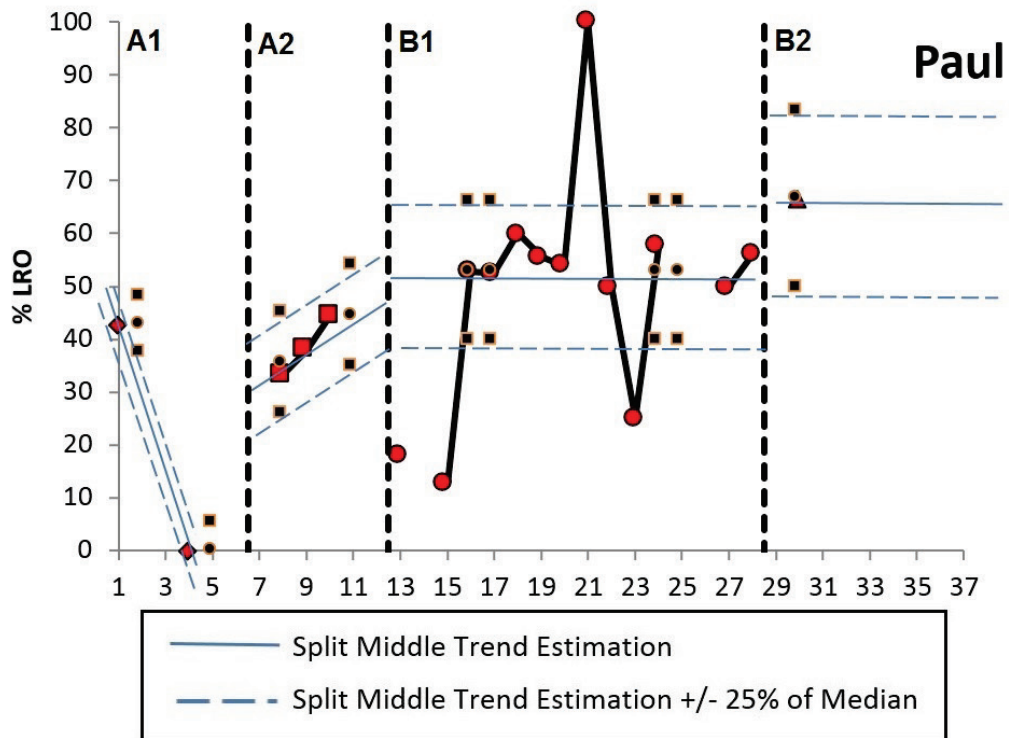 A1 A2 B1 B2
Paul
100
90
80
70
60
50
40
30
20
10
0
% LRO
1 3 5 7 9 11 13 15 17 19 21 23 25 27 29 31 33 35 37
Split Middle Trend Estimation
Split Middle Trend Estimation +/- 25% of Median